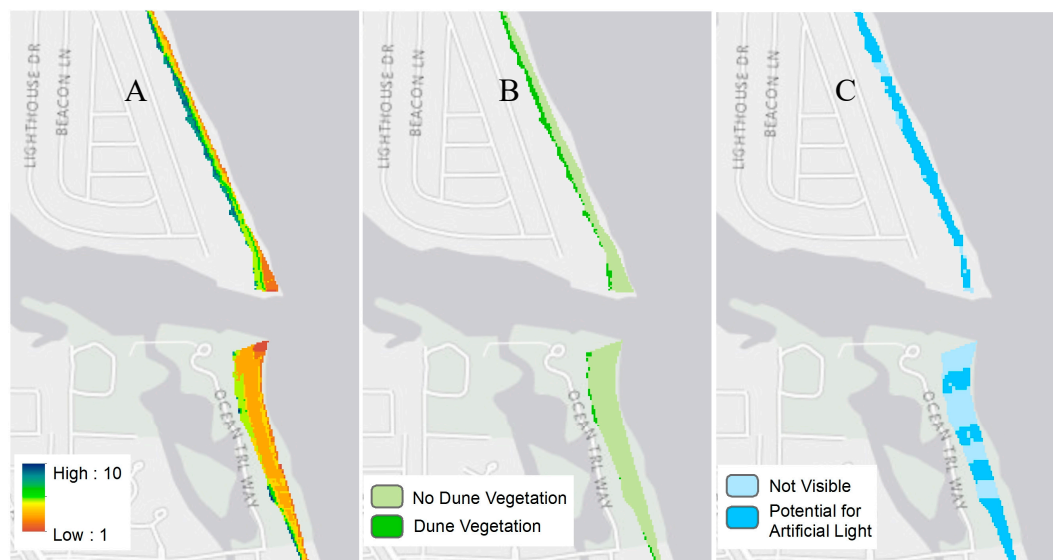 A
LIGHTHOUSE DR
BEACON LN
OCEAN TRL WAY
High : 10
Low : 1
B
LIGHTHOUSE DR
BEACON LN
OCEAN TRL WAY
No Dune Vegetation
Dune Vegetation
C
LIGHTHOUSE DR
BEACON LN
OCEAN TRL WAY
Not Visible
Potential for
Artificial Light